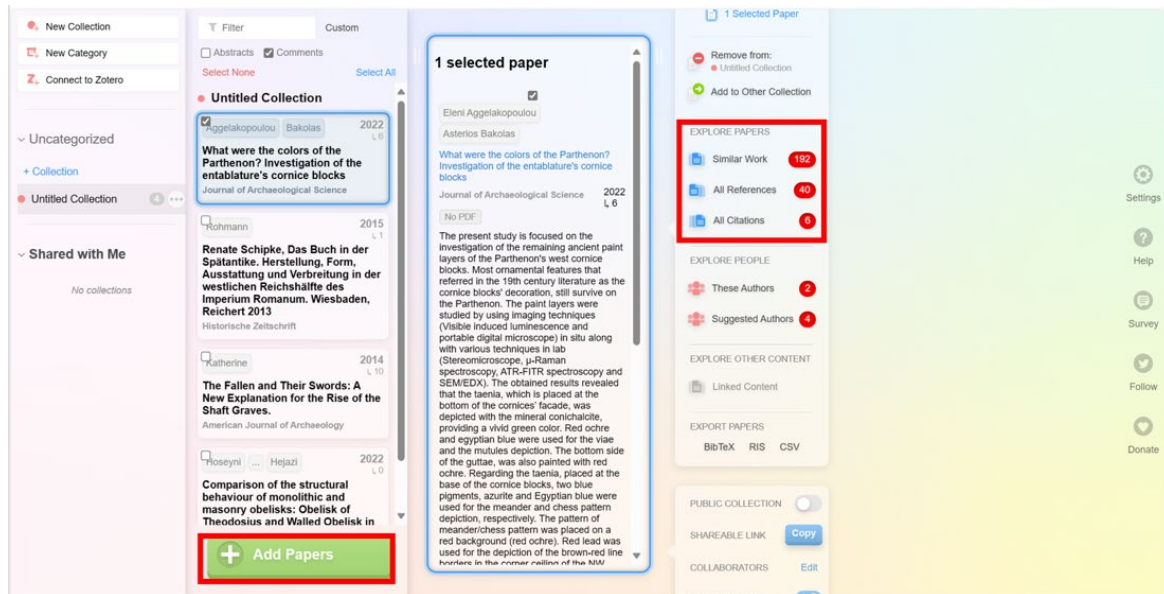 New Collection
New Category
Connect to Zotero
Uncategorized
+ Collection
Untitled Collection 4 ...
Shared with Me
No collections
Filter Custom
Abstracts Comments
Select None Select All
Untitled Collection
Aggelakopoulou Bakolas 2022
6
What were the colors of the
Parthenon? Investigation of the
entablature's cornice blocks
Journal of Archaeological Science
Rohmann 2015
1
Renate Schipke, Das Buch in der
Spätantike. Herstellung, Form,
Ausstattung und Verbreitung in der
westlichen Reichshälfte des
Imperium Romanum. Wiesbaden,
Reichert 2013
Historische Zeitschrift
Katherine 2014
10
The Fallen and Their Swords: A
New Explanation for the Rise of the
Shaft Graves.
American Journal of Archaeology
Hoseyni ... Hejazi 2022
0
Comparison of the structural
behaviour of monolithic and
masonry obelisks: Obelisk of
Theodosius and Walled Obelisk in
Add Papers
1 selected paper
Eleni Aggelakopoulou
Asterios Bakolas
What were the colors of the Parthenon?
Investigation of the entablature's cornice
blocks
Journal of Archaeological Science 2022
6
No PDF
The present study is focused on the
investigation of the remaining ancient paint
layers of the Parthenon's west cornice
blocks. Most ornamental features that
referred in the 19th century literature as the
cornice blocks' decoration, still survive on
the Parthenon. The paint layers were
studied by using imaging techniques
(Visible induced luminescence and
portable digital microscope) in situ along
with various techniques in lab
(Stereomicroscope, μ-Raman
spectroscopy, ATR-FITR spectroscopy and
SEM/EDX). The obtained results revealed
that the taenia, which is placed at the
bottom of the cornices' facade, was
depicted with the mineral conichalcite,
providing a vivid green color. Red ochre
and egyptian blue were used for the viae
and the mutules depiction. The bottom side
of the guttae, was also painted with red
ochre. Regarding the taenia, placed at the
base of the cornice blocks, two blue
pigments, azurite and Egyptian blue were
used for the meander and chess pattern
depiction, respectively. The pattern of
meander/chess pattern was placed on a
red background (red ochre). Red lead was
used for the depiction of the brown-red line
borders in the corner ceiling of the NW
1 Selected Paper
Remove from:
Untitled Collection
Add to Other Collection
EXPLORE PAPERS
Similar Work 192
All References 40
All Citations 6
EXPLORE PEOPLE
These Authors 2
Suggested Authors 4
EXPLORE OTHER CONTENT
Linked Content
EXPORT PAPERS
BibTeX RIS CSV
PUBLIC COLLECTION
SHAREABLE LINK Copy
COLLABORATORS Edit
Settings
Help
Survey
Follow
Donate